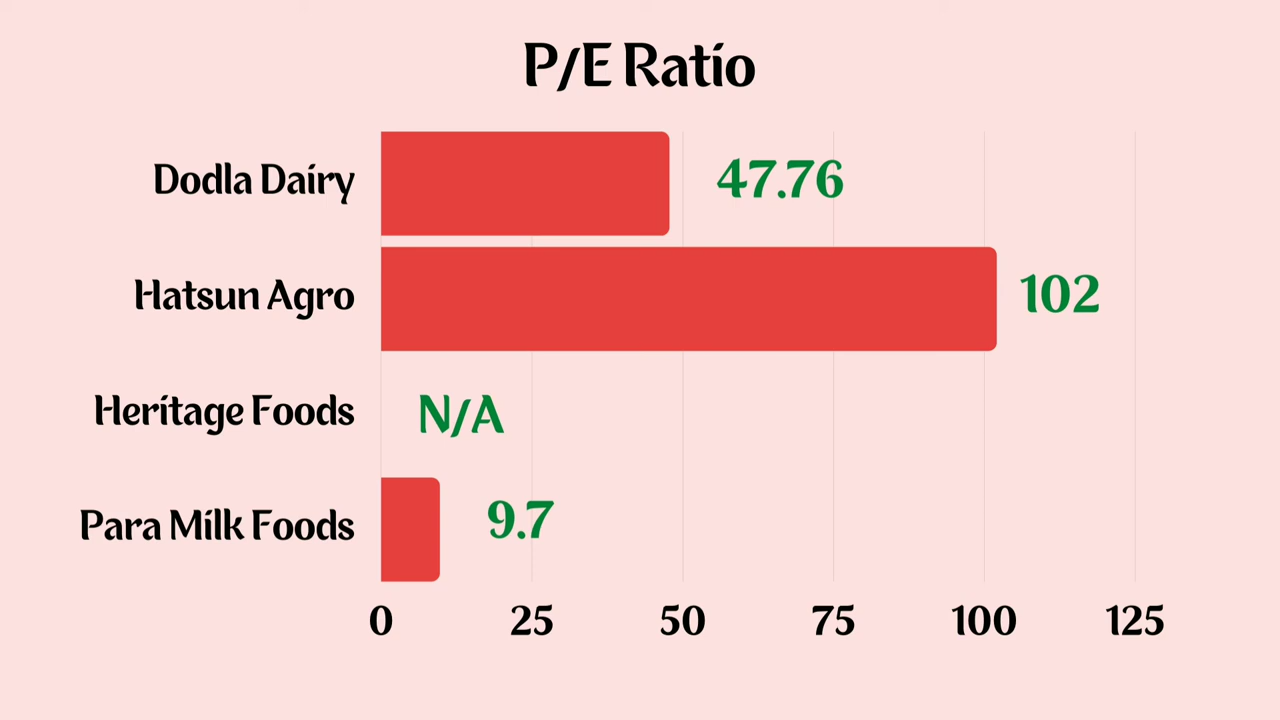 P/E Ratio
Dodla Dairy 47.76
Hatsun Agro 102
Heritage Foods N/A
Para Milk Foods 9.7
0 25 50 75 100 125